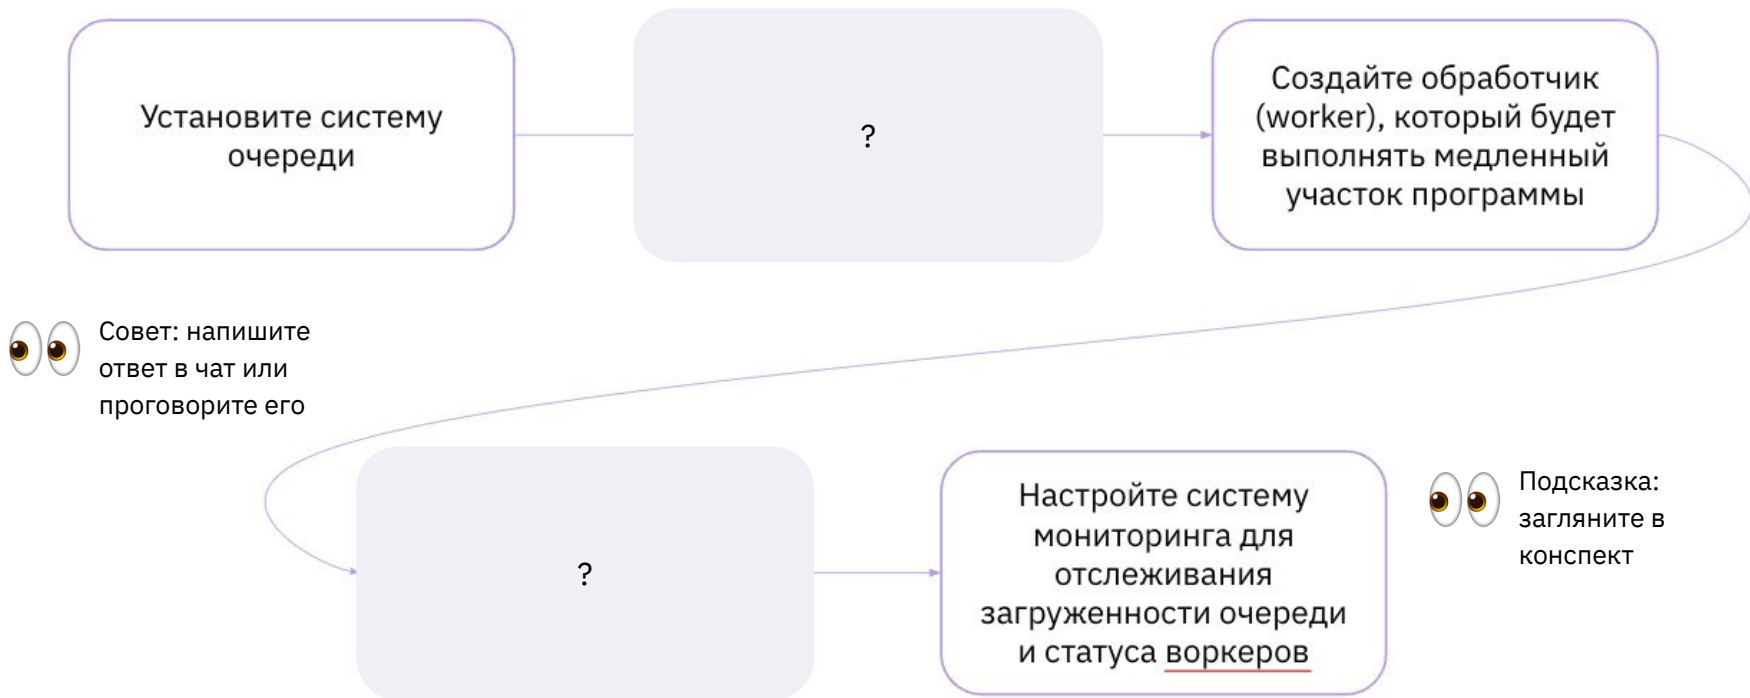 Установите систему
очереди
?
Создайте обработчик
(worker), который будет
выполнять медленный
участок программы
Совет: напишите
ответ в чат или
проговорите его
?
Настройте систему
мониторинга для
отслеживания
загруженности очереди
и статуса воркеров
Подсказка:
загляните в
конспект